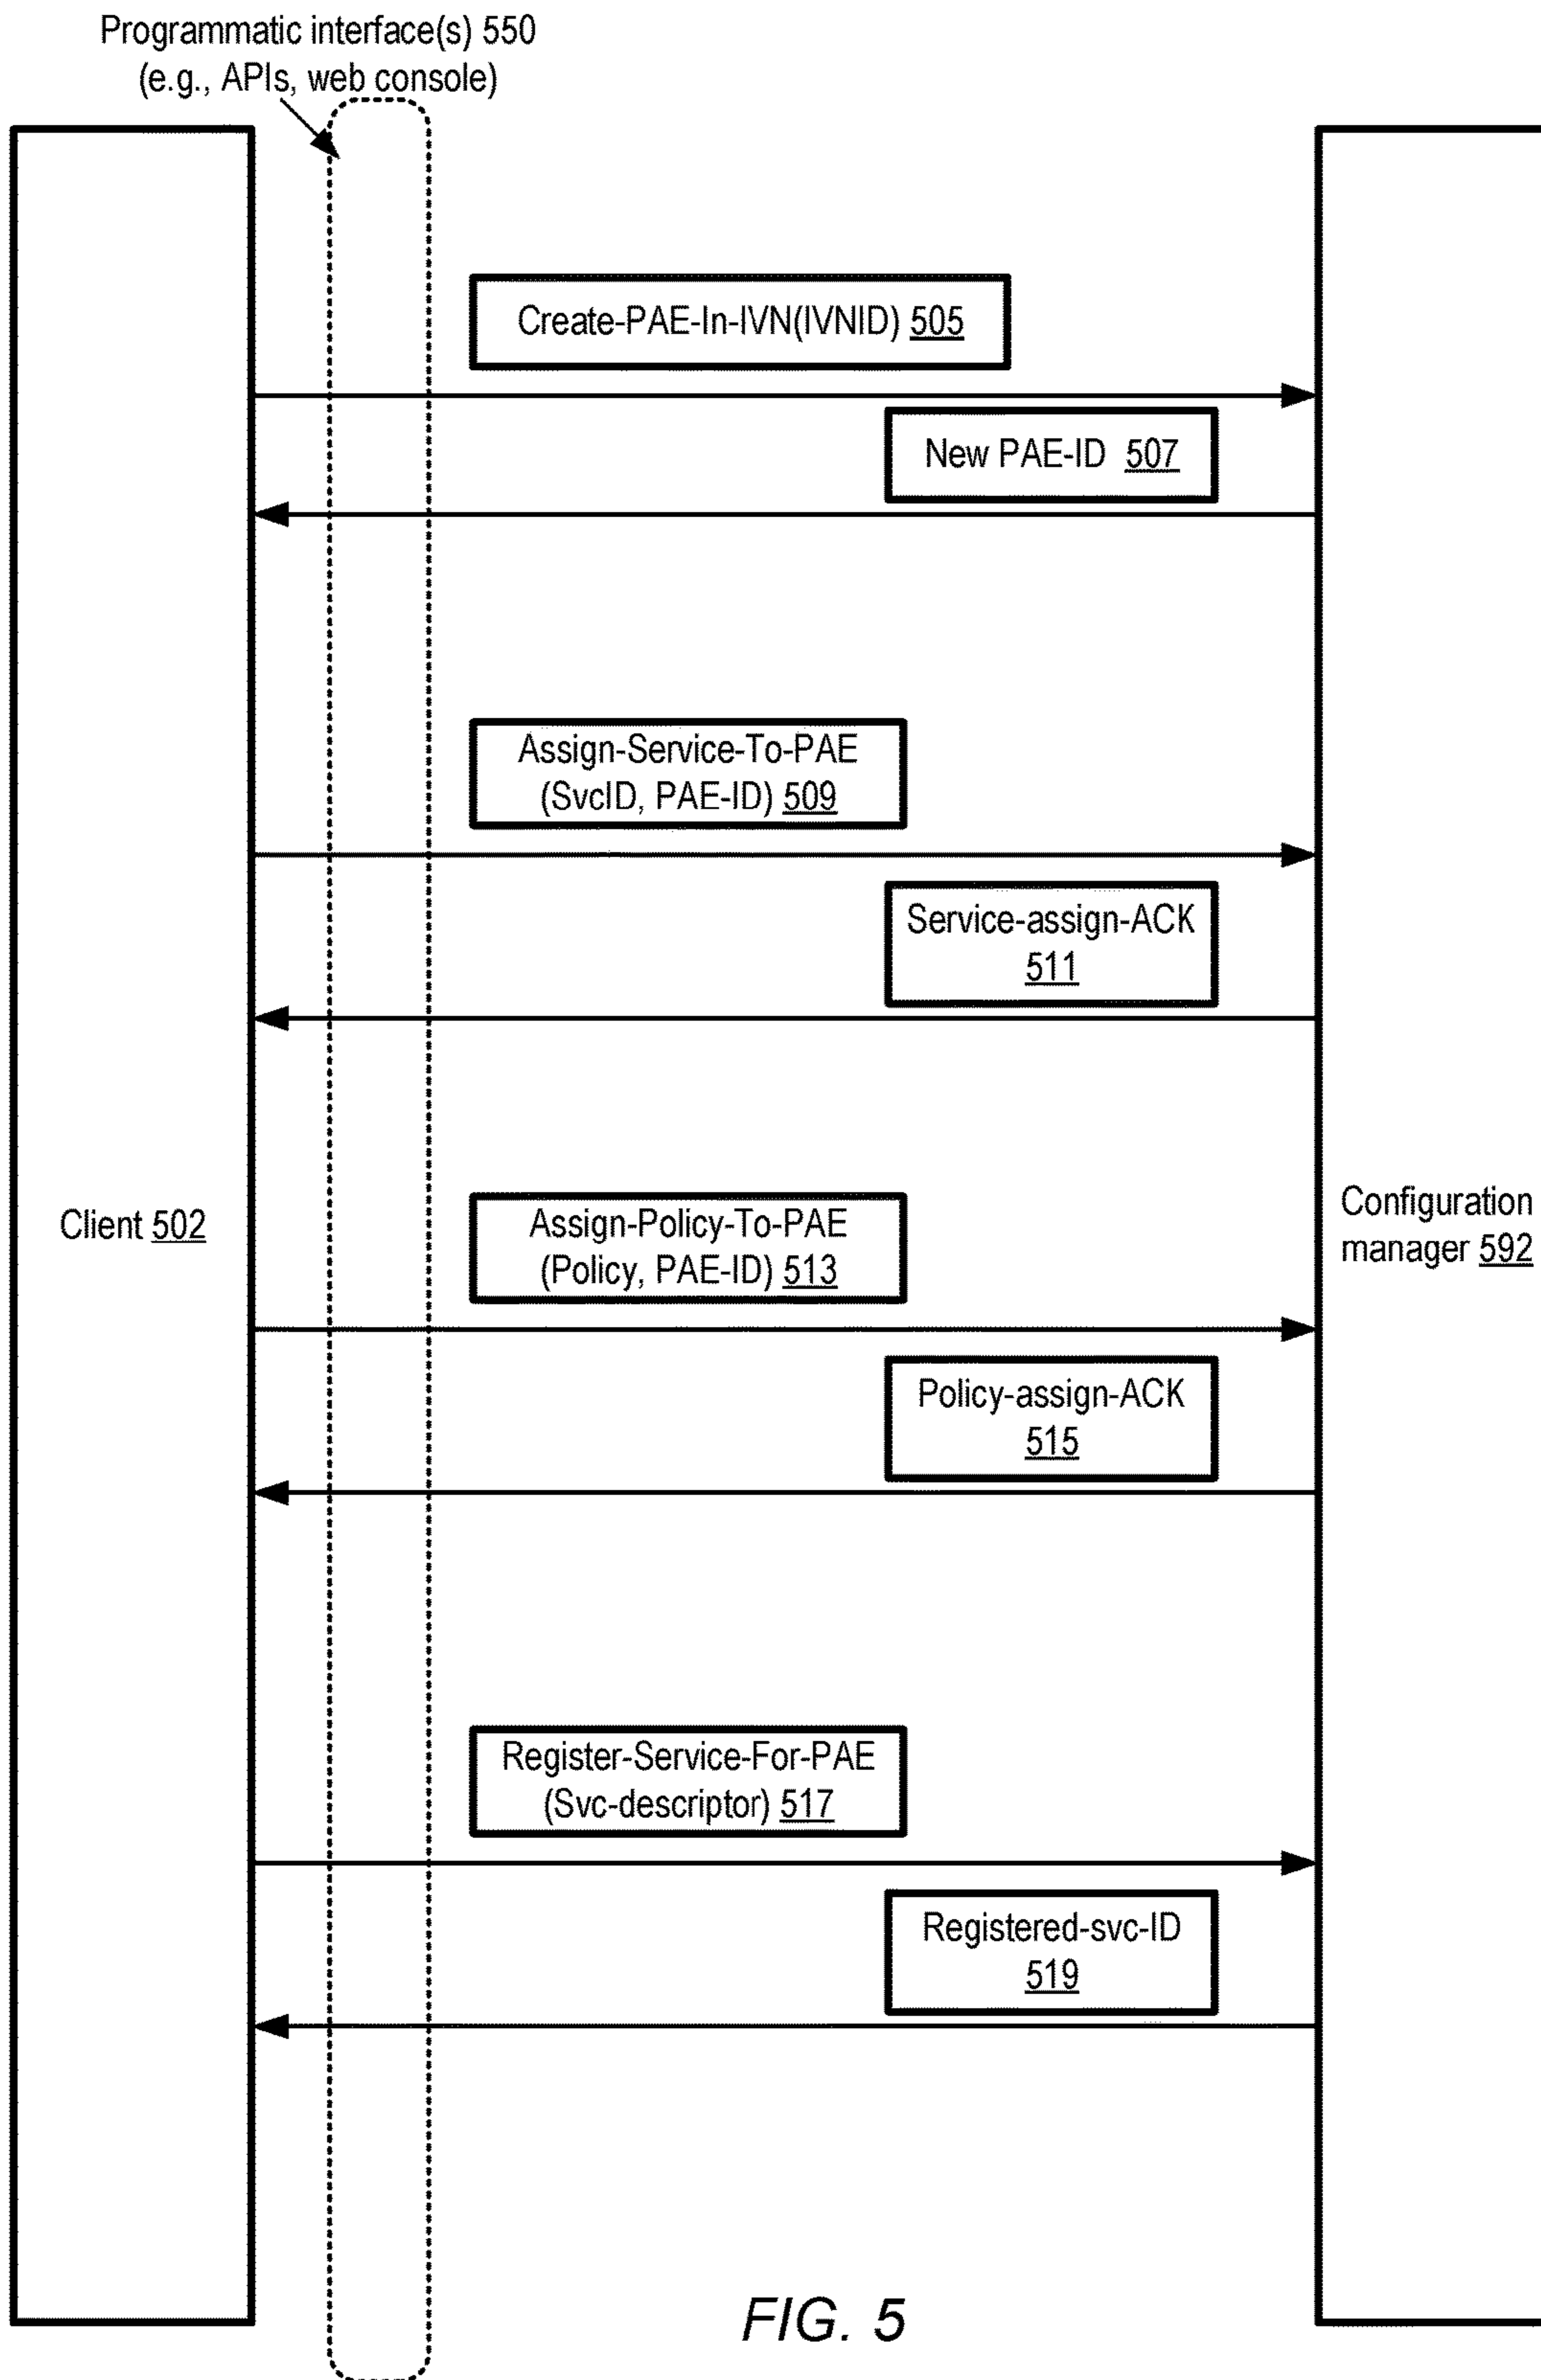 Programmatic interface(s) 550
(e.g., APIs, web console)
Create-PAE-In-IVN(IVNID) 505
New PAE-ID 507
Assign-Service-To-PAE
(SvcID, PAE-ID) 509
Service-assign-ACK
511
Client 502
Assign-Policy-To-PAE
(Policy, PAE-ID) 513
Configuration
manager 592
Policy-assign-ACK
515
Register-Service-For-PAE
(Svc-descriptor) 517
Registered-svc-ID
519
FIG. 5